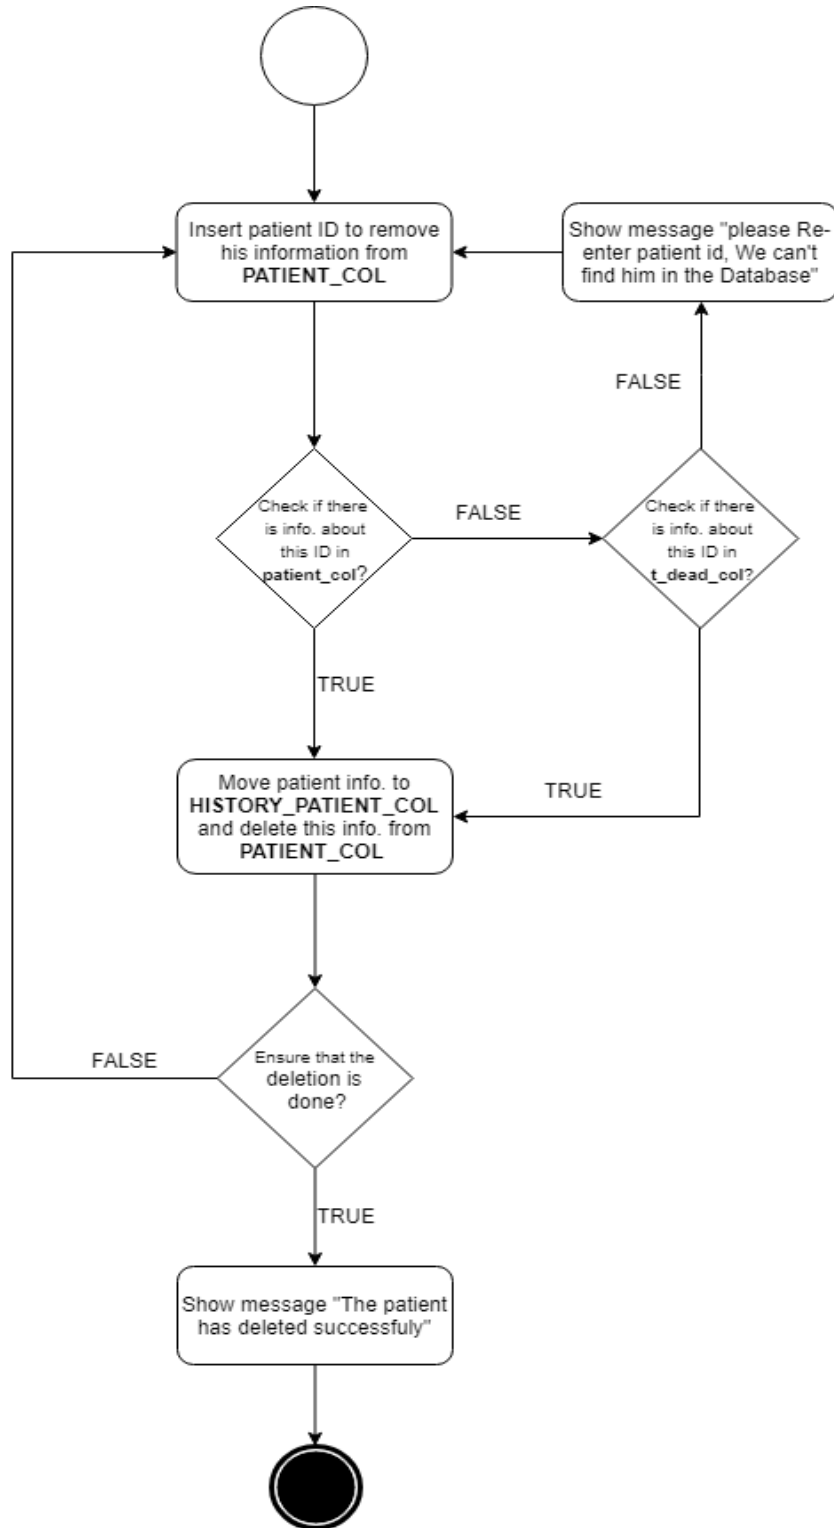 Insert patient ID to remove
his information from
PATIENT_COL
Show message "please Re-
enter patient id, We can't
find him in the Database"
FALSE
Check if there
is info. about
this ID in
patient_col?
FALSE
Check if there
is info. about
this ID in
t_dead_col?
TRUE
Move patient info. to
HISTORY_PATIENT_COL
and delete this info. from
PATIENT_COL
TRUE
FALSE
Ensure that the
deletion is
done?
TRUE
Show message "The patient
has deleted successfuly"